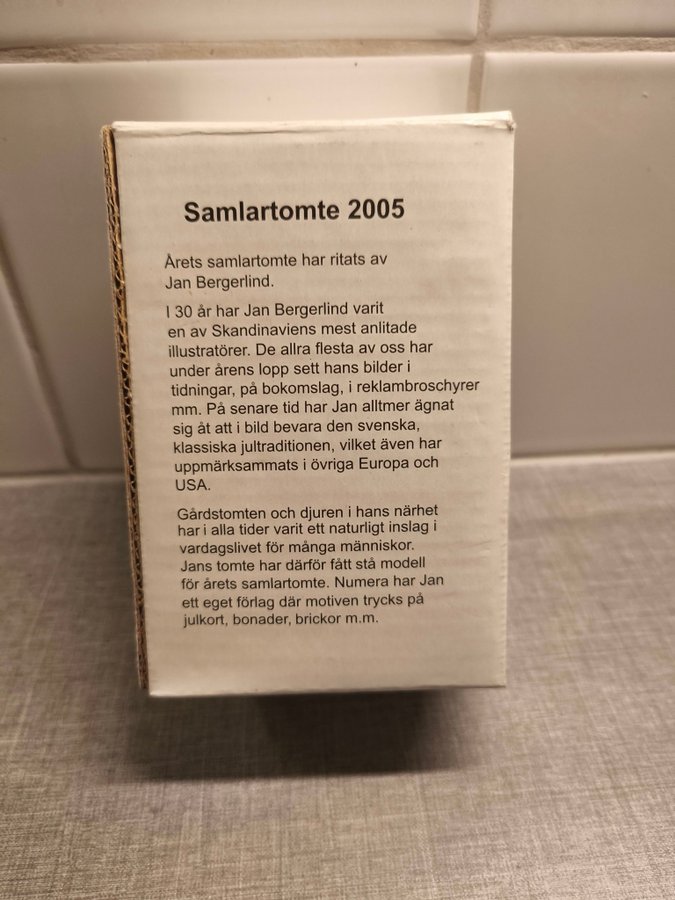 Samlartomte 2005
Årets samlartomte har ritats av
Jan Bergerlind.
I 30 år har Jan Bergerlind varit
en av Skandinaviens mest anlitade
illustratörer. De allra flesta av oss har
under årens lopp sett hans bilder i
tidningar, på bokomslag, i reklambroschyrer
mm. På senare tid har Jan alltmer ägnat
sig åt att i bild bevara den svenska,
klassiska jultraditionen, vilket även har
uppmärksammats i övriga Europa och
USA.
Gårdstomten och djuren i hans närhet
har i alla tider varit ett naturligt inslag i
vardagslivet för många människor.
Jans tomte har därför fått stå modell
för årets samlartomte. Numera har Jan
ett eget förlag där motiven trycks på
julkort, bonader, brickor m.m.